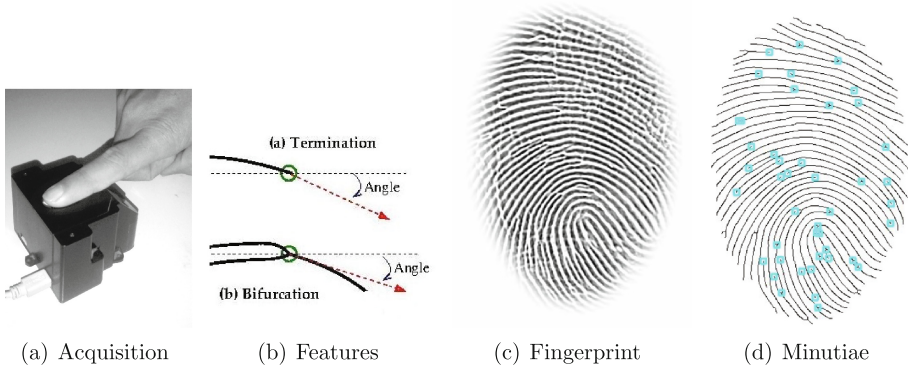 (a) Termination
Angle
Angle
(b) Bifurcation
(a) Acquisition
(b) Features
(c) Fingerprint
(d) Minutiae